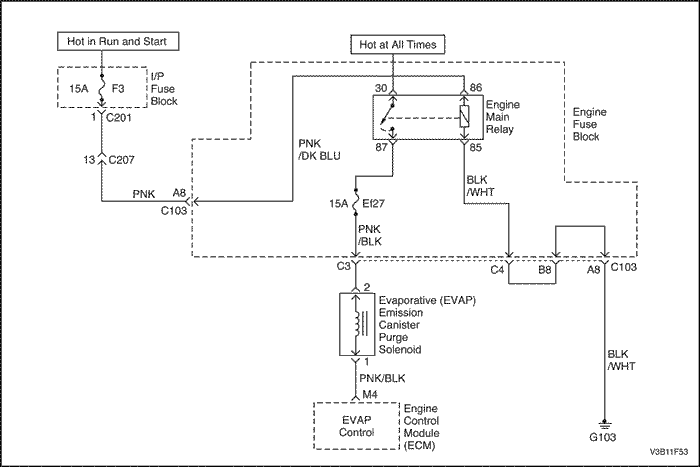 Hot in Run and Start
Hot at All Times
15A F3
I/P
Fuse
Block
1 C201
30 86
Engine
Main
Relay
Engine
Fuse
Block
87 85
13 C207
PNK
/DK BLU
PNK
A8
C103
BLK
/WHT
15A Ef27
PNK
/BLK
C3 C4 B8 A8 C103
2
Evaporative (EVAP)
Emission
Canister
Purge
Solenoid
1
PNK/BLK
M4
EVAP
Control
Engine
Control
Module
(ECM)
BLK
/WHT
G103
V3B11F53